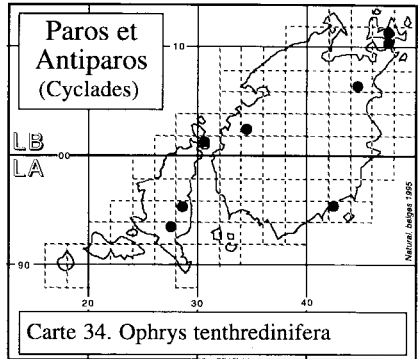 Paros et
Antiparos
(Cyclades)
10
LB
00
LA
90
20
30
40
Natural. belges 1995
Carte 34. Ophrys tenthredinifera